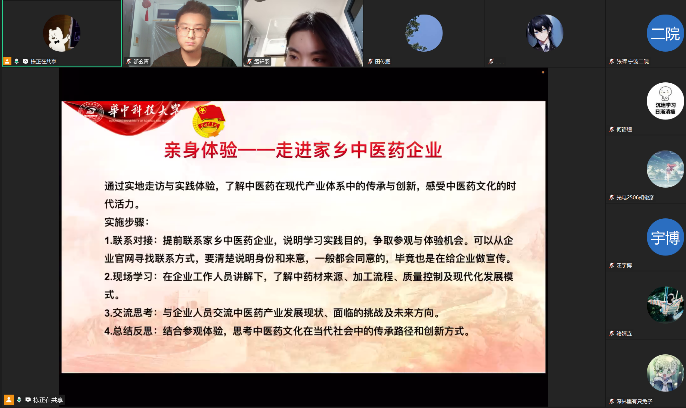 二院
沉迷学习
日渐消瘦
宇博
华中科技大学
亲身体验——走进家乡中医药企业
通过实地走访与实践体验，了解中医药在现代产业体系中的传承与创新，感受中医药文化的时
代活力。
实施步骤：
1.联系对接：提前联系家乡中医药企业，说明学习实践目的，争取参观与体验机会。可以从企
业官网寻找联系方式，要清楚说明身份和来意，一般都会同意的，毕竟也是在给企业做宣传。
2.现场学习：在企业工作人员讲解下，了解中药材来源、加工流程、质量控制及现代化发展模
式。
3.交流思考：与企业人员交流中医药产业发展现状、面临的挑战及未来方向。
4.总结反思：结合参观体验，思考中医药文化在当代社会中的传承路径和创新方式。